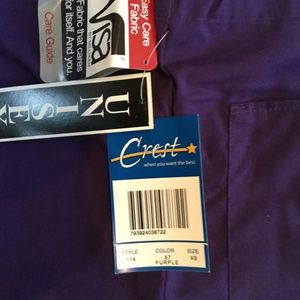 Easy Care
Fabric
Visa
Fabric that cares
for itself. And you.
Care Guide
UNISEX
Crest
when you want the best
793924036722
STYLE COLOR SIZE
114 57 XS
PURPLE